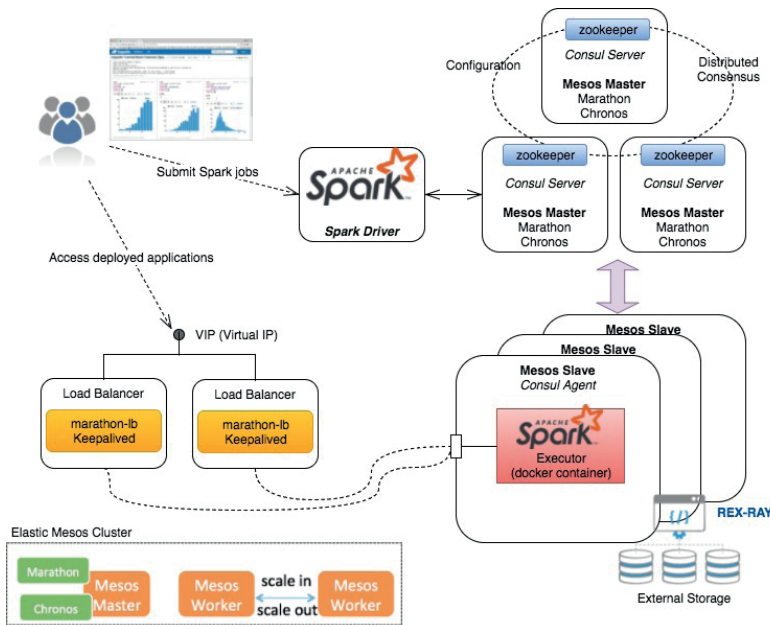 zookeeper
Consul Server
Mesos Master
Marathon
Chronos
Configuration
Distributed
Consensus
zookeeper
Consul Server
Mesos Master
Marathon
Chronos
zookeeper
Consul Server
Mesos Master
Marathon
Chronos
Submit Spark jobs
APACHE
Spark
Spark Driver
Access deployed applications
VIP (Virtual IP)
Load Balancer
marathon-lb
Keepalived
Load Balancer
marathon-lb
Keepalived
Mesos Slave
Mesos Slave
Mesos Slave
Consul Agent
APACHE
Spark
Executor
(docker container)
REX-RAY
External Storage
Elastic Mesos Cluster
Marathon
Chronos
Mesos
Master
Mesos
Worker
scale in
scale out
Mesos
Worker